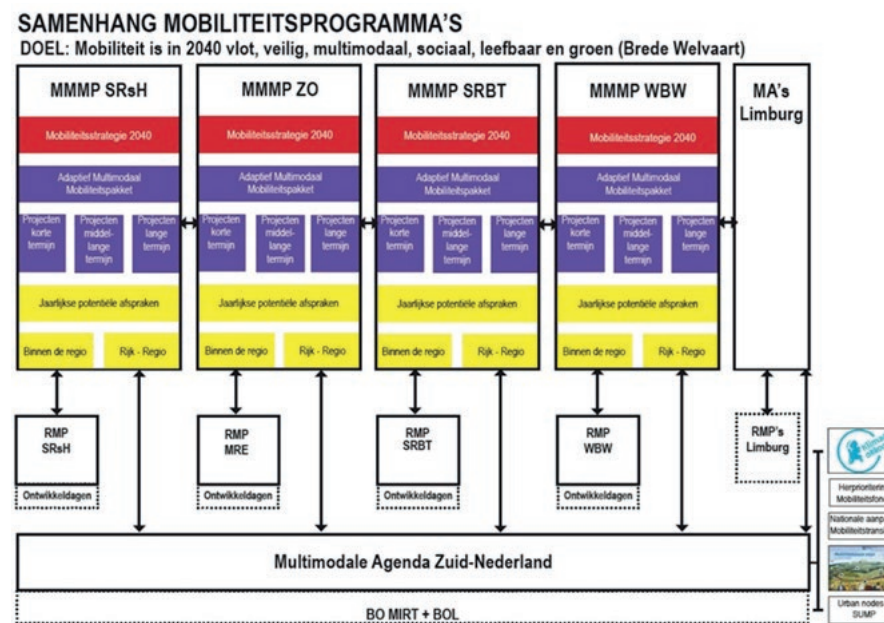 SAMENHANG MOBILITEITSPROGRAMMA'S
DOEL: Mobiliteit is in 2040 vlot, veilig, multimodaal, sociaal, leefbaar en groen (Brede Welvaart)
MMMP SRsH
Mobiliteitsstrategie 2040
Adaptief Multimodaal
Mobiliteitspakket
Projecten
korte
termijn
Projecten
middel-
lange
termijn
Projecten
lange
termijn
Jaarlijkse potentiële afspraken
Binnen de regio
Rijk - Regio
MMMP ZO
Mobiliteitsstrategie 2040
Adaptief Multimodaal
Mobiliteitspakket
Projecten
korte
termijn
Projecten
middel-
lange
termijn
Projecten
lange
termijn
Jaarlijkse potentiële afspraken
Binnen de regio
Rijk - Regio
MMMP SRBT
Mobiliteitsstrategie 2040
Adaptief Multimodaal
Mobiliteitspakket
Projecten
korte
termijn
Projecten
middel-
lange
termijn
Projecten
lange
termijn
Jaarlijkse potentiële afspraken
Binnen de regio
Rijk - Regio
MMMP WBW
Mobiliteitsstrategie 2040
Adaptief Multimodaal
Mobiliteitspakket
Projecten
korte
termijn
Projecten
middel-
lange
termijn
Projecten
lange
termijn
Jaarlijkse potentiële afspraken
Binnen de regio
Rijk - Regio
MA's
Limburg
RMP
SRsH
Ontwikkeldagen
RMP
MRE
Ontwikkeldagen
RMP
SRBT
Ontwikkeldagen
RMP
WBW
Ontwikkeldagen
RMP's
Limburg
Multimodale Agenda Zuid-Nederland
BO MIRT + BOL
Herprioriterin
Mobiliteitsfond
Nationale aanp
Mobiliteitstransi
Urban nodes
SUMP